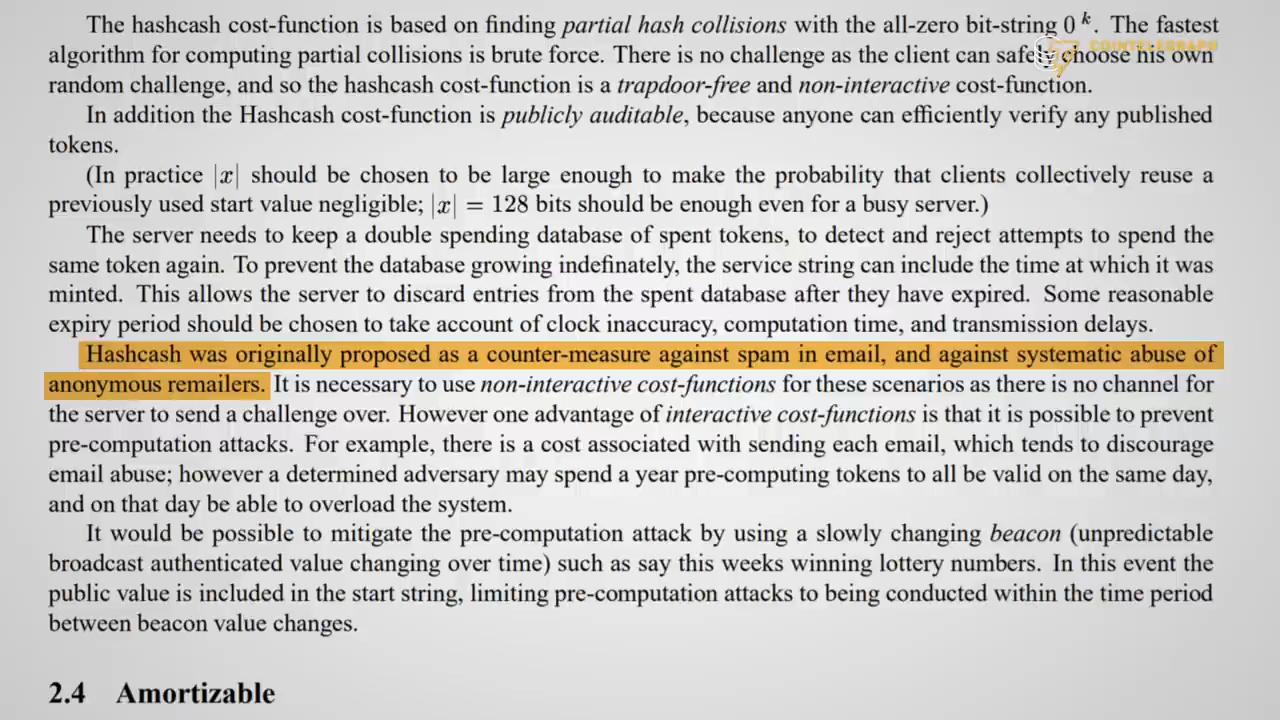 The hashcash cost-function is based on finding partial hash collisions with the all-zero bit-string 0 k. The fastest
algorithm for computing partial collisions is brute force. There is no challenge as the client can safely choose his own
COINTELEGRAPH
random challenge, and so the hashcash cost-function is a trapdoor-free and non-interactive cost-function.
In addition the Hashcash cost-function is publicly auditable, because anyone can efficiently verify any published
tokens.
(In practice |x| should be chosen to be large enough to make the probability that clients collectively reuse a
previously used start value negligible; |x| = 128 bits should be enough even for a busy server.)
The server needs to keep a double spending database of spent tokens, to detect and reject attempts to spend the
same token again. To prevent the database growing indefinately, the service string can include the time at which it was
minted. This allows the server to discard entries from the spent database after they have expired. Some reasonable
expiry period should be chosen to take account of clock inaccuracy, computation time, and transmission delays.
Hashcash was originally proposed as a counter-measure against spam in email, and against systematic abuse of
anonymous remailers. It is necessary to use non-interactive cost-functions for these scenarios as there is no channel for
the server to send a challenge over. However one advantage of interactive cost-functions is that it is possible to prevent
pre-computation attacks. For example, there is a cost associated with sending each email, which tends to discourage
email abuse; however a determined adversary may spend a year pre-computing tokens to all be valid on the same day,
and on that day be able to overload the system.
It would be possible to mitigate the pre-computation attack by using a slowly changing beacon (unpredictable
broadcast authenticated value changing over time) such as say this weeks winning lottery numbers. In this event the
public value is included in the start string, limiting pre-computation attacks to being conducted within the time period
between beacon value changes.
2.4 Amortizable